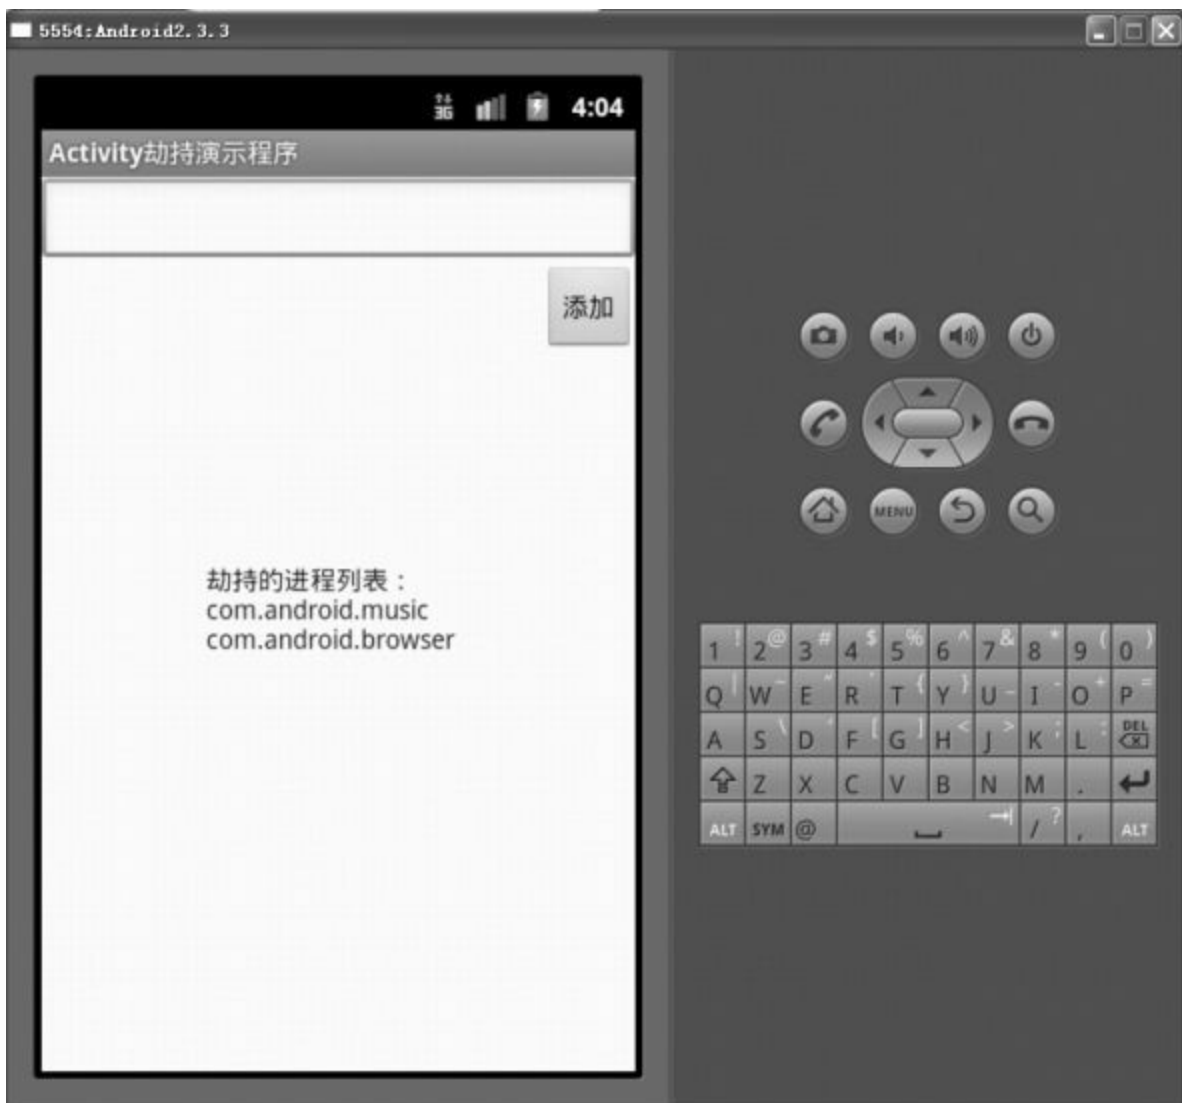 5554:Android2.3.3
3G 4:04
Activity劫持演示程序
添加
劫持的进程列表：
com.android.music
com.android.browser
MENU
1 ! 2 @ 3 # 4 $ 5 % 6 ^ 7 & 8 * 9 ( 0 )
Q | W ~ E " R ` T { Y } U _ I - O + P =
A S \ D ' F [ G ] H < J > K ; L : DEL
Z X C V B N M .
ALT SYM @ / ? , ALT